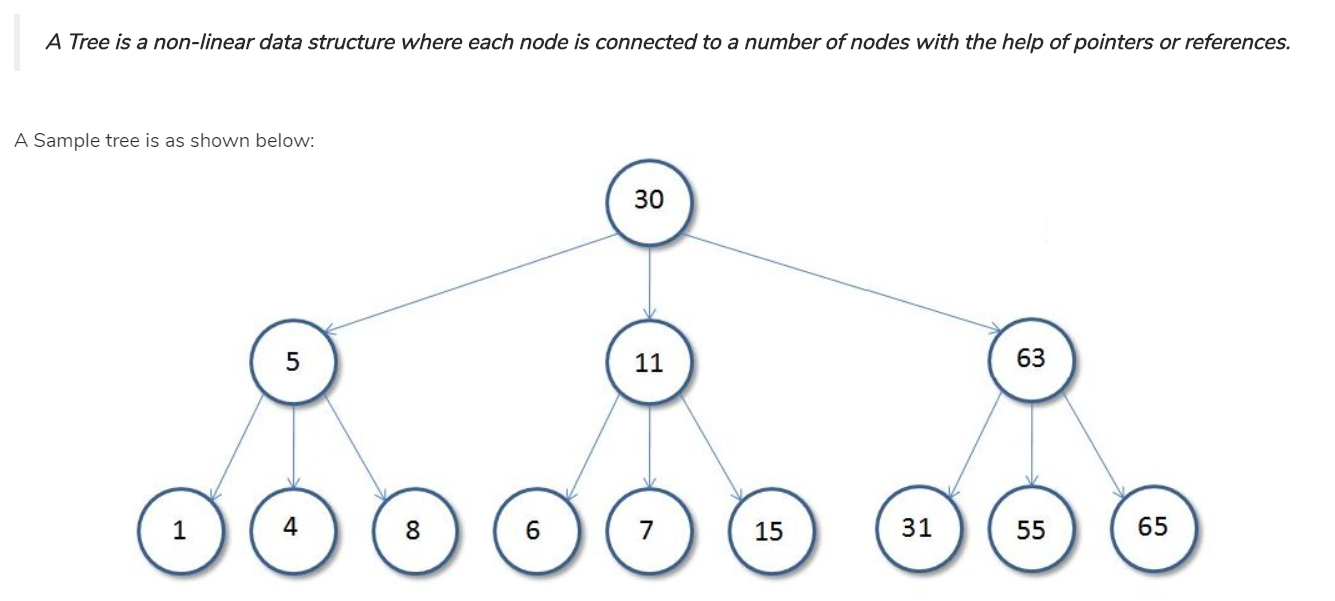 A Tree is a non-linear data structure where each node is connected to a number of nodes with the help of pointers or references.
A Sample tree is as shown below:
30
5 11 63
1 4 8 6 7 15 31 55 65